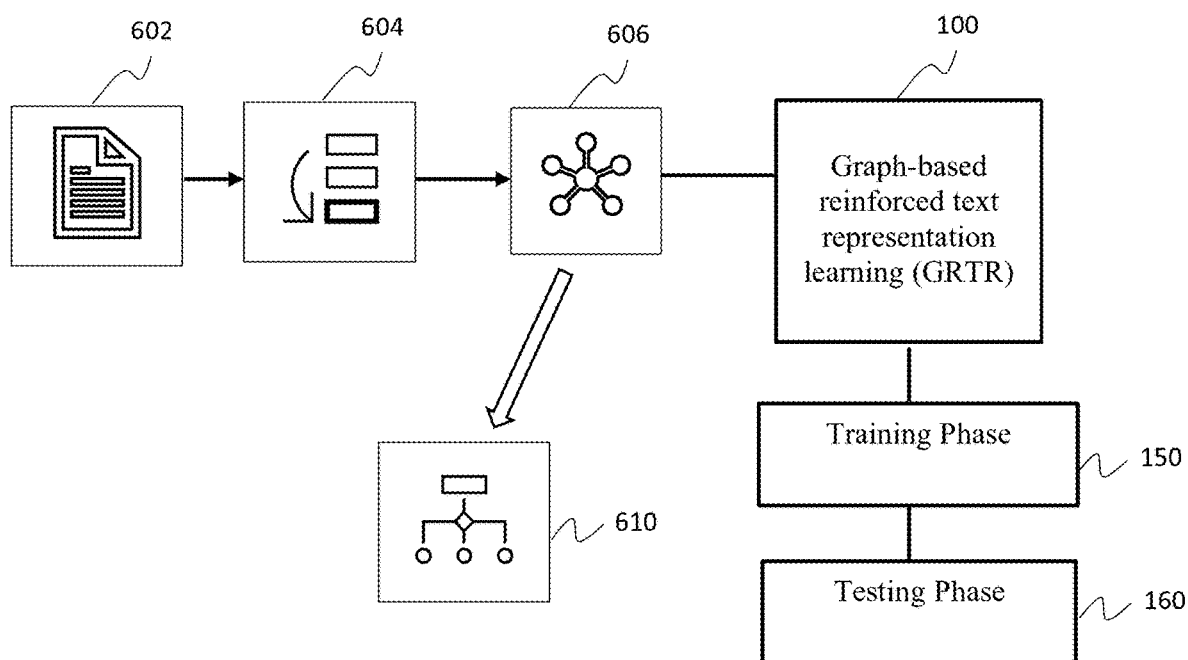 602
604
606
100
Graph-based
reinforced text
representation
learning (GRTR)
Training Phase
150
610
Testing Phase
160